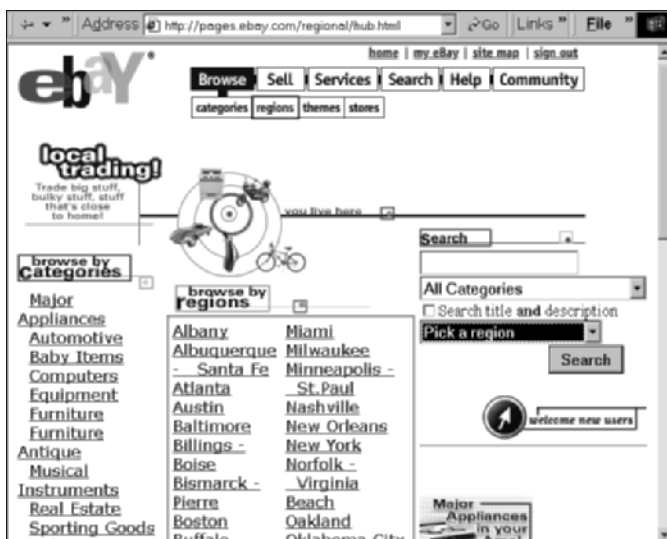 Address http://pages.ebay.com/regional/hub.html Go Links » File »
home | my eBay | site map | sign out
ebaY
Browse Sell Services Search Help Community
categories regions themes stores
local
trading!
Trade big stuff,
bulky stuff, stuff
that's close
to home!
you live here
browse by
categories
Major
Appliances
Automotive
Baby Items
Computers
Equipment
Furniture
Furniture
Antique
Musical
Instruments
Real Estate
Sporting Goods
browse by
regions
Albany
Albuquerque
- Santa Fe
Atlanta
Austin
Baltimore
Billings -
Boise
Bismarck -
Pierre
Boston
Buffalo
Miami
Milwaukee
Minneapolis -
St.Paul
Nashville
New Orleans
New York
Norfolk -
Virginia
Beach
Oakland
Oklahoma City
Search
All Categories
Search title and description
Pick a region
Search
welcome new users
Major
Appliances
in your